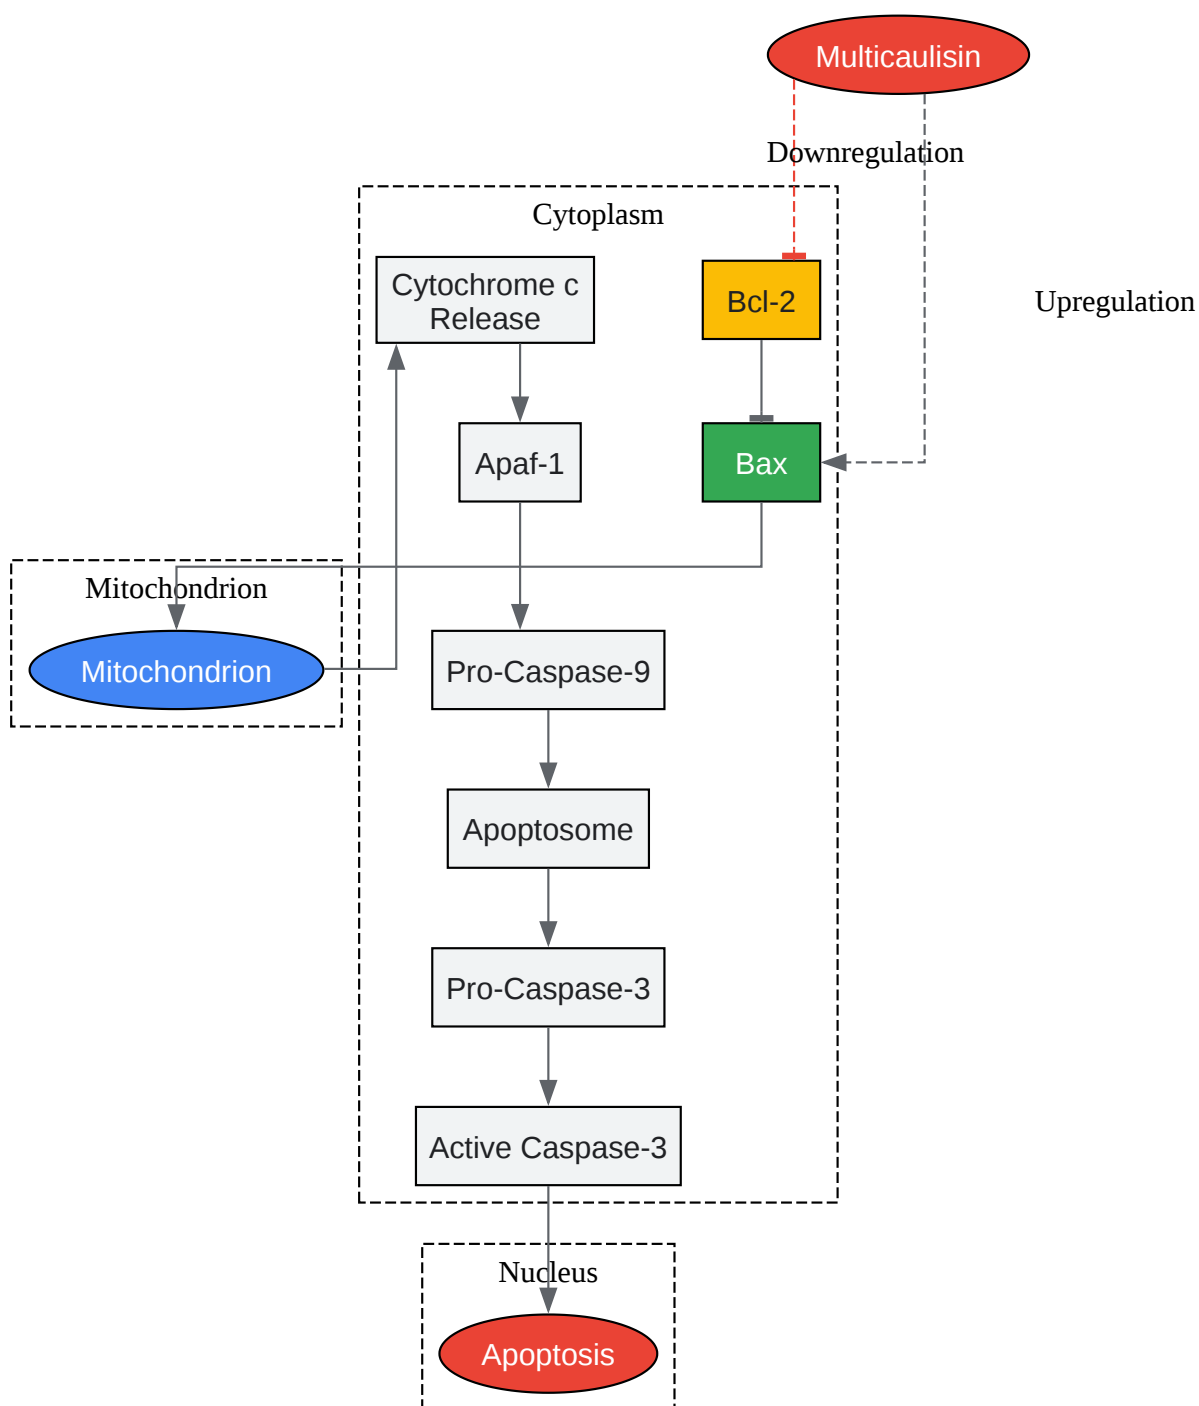 Multicaulisin
Downregulation
Cytoplasm
Cytochrome c
Release
Bcl-2
Upregulation
Apaf-1
Bax
Mitochondrion
Mitochondrion
Pro-Caspase-9
Apoptosome
Pro-Caspase-3
Active Caspase-3
Nucleus
Apoptosis